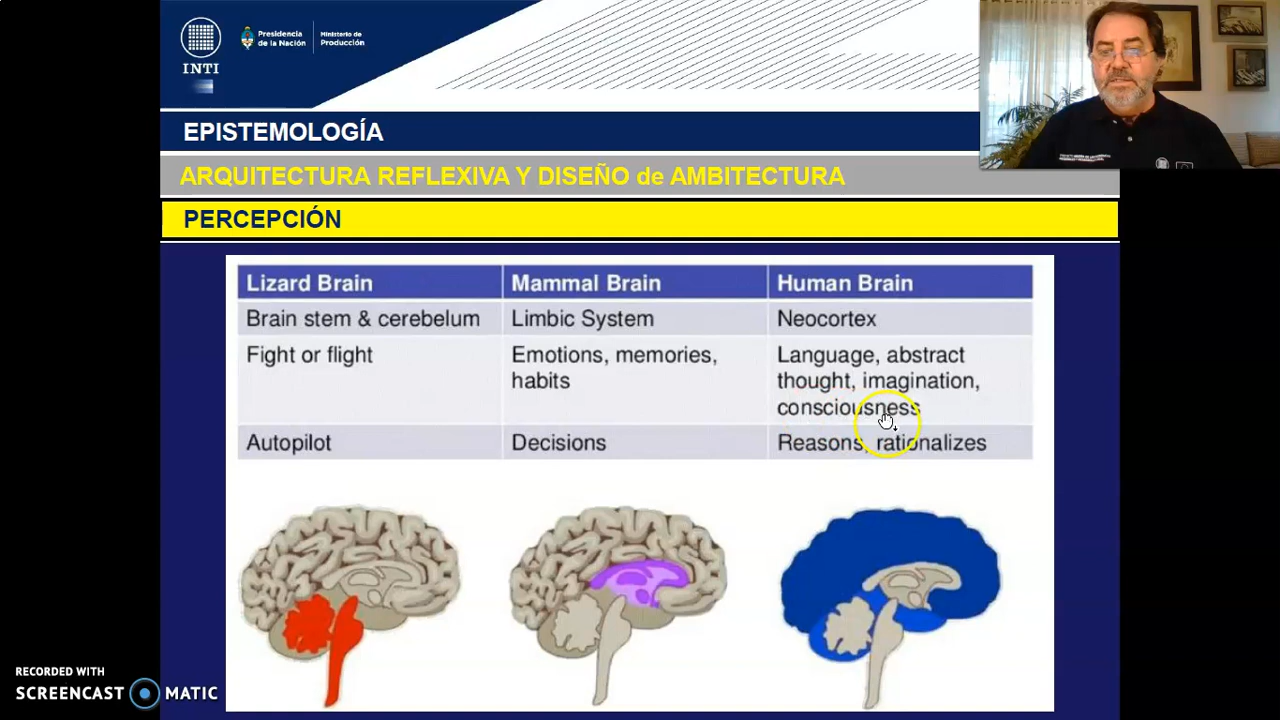 INTI
Presidencia
de la Nación
Ministerio de
Producción
EPISTEMOLOGÍA
ARQUITECTURA REFLEXIVA Y DISEÑO de AMBITECTURA
PERCEPCIÓN
Lizard Brain Mammal Brain Human Brain
Brain stem & cerebelum Limbic System Neocortex
Fight or flight Emotions, memories, Language, abstract
habits thought, imagination,
consciousness
Autopilot Decisions Reasons, rationalizes
RECORDED WITH
SCREENCAST MATIC